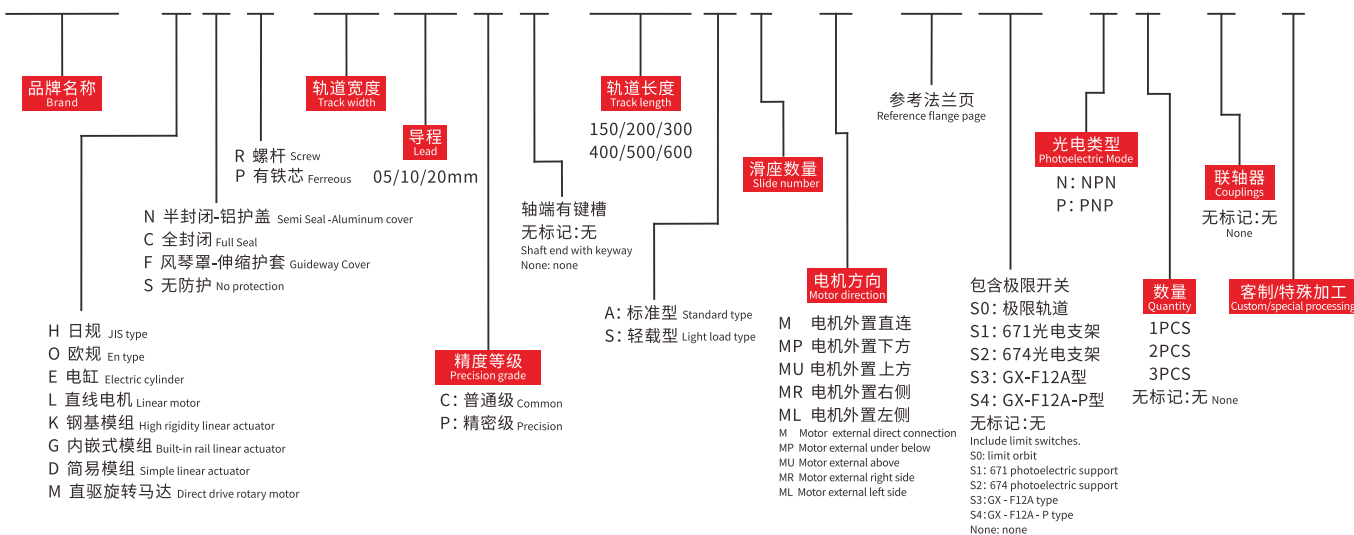 品牌名称
Brand
H 日规 JIS type
O 欧规 En type
E 电缸 Electric cylinder
L 直线电机 Linear motor
K 钢基模组 High rigidity linear actuator
G 内嵌式模组 Built-in rail linear actuator
D 简易模组 Simple linear actuator
M 直驱旋转马达 Direct drive rotary motor
N 半封闭-铝护盖 Semi Seal -Aluminum cover
C 全封闭 Full Seal
F 风琴罩-伸缩护套 Guideway Cover
S 无防护 No protection
R 螺杆 Screw
P 有铁芯 Ferreous
轨道宽度
Track width
导程
Lead
05/10/20mm
精度等级
Precision grade
C: 普通级 Common
P: 精密级 Precision
轴端有键槽
无标记:无
Shaft end with keyway
None: none
轨道长度
Track length
150/200/300
400/500/600
A: 标准型 Standard type
S: 轻载型 Light load type
滑座数量
Slide number
电机方向
Motor direction
M 电机外置直连
MP 电机外置下方
MU 电机外置上方
MR 电机外置右侧
ML 电机外置左侧
M Motor external direct connection
MP Motor external under below
MU Motor external above
MR Motor external right side
ML Motor external left side
参考法兰页
Reference flange page
包含极限开关
S0: 极限轨道
S1: 671光电支架
S2: 674光电支架
S3: GX-F12A型
S4: GX-F12A-P型
无标记:无
Include limit switches.
S0: limit orbit
S1: 671 photoelectric support
S2: 674 photoelectric support
S3:GX - F12A type
S4:GX - F12A - P type
None: none
光电类型
Photoelectric Mode
N: NPN
P: PNP
数量
Quantity
1PCS
2PCS
3PCS
无标记:无 None
联轴器
Couplings
无标记:无
None
客制/特殊加工
Custom/special processing